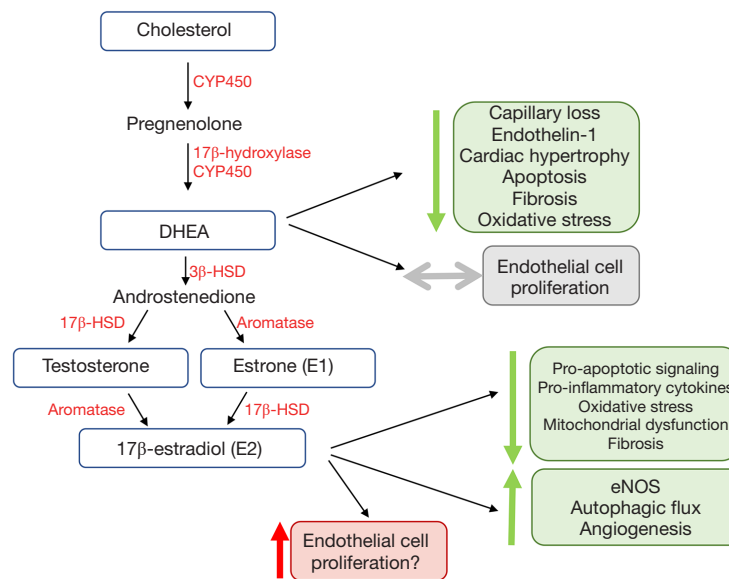 Cholesterol
CYP450
Pregnenolone
17β-hydroxylase
CYP450
DHEA
3β-HSD
Androstenedione
17β-HSD
Aromatase
Testosterone
Estrone (E1)
Aromatase
17β-HSD
17β-estradiol (E2)
Capillary loss
Endothelin-1
Cardiac hypertrophy
Apoptosis
Fibrosis
Oxidative stress
Endothelial cell
proliferation
Pro-apoptotic signaling
Pro-inflammatory cytokines
Oxidative stress
Mitochondrial dysfunction
Fibrosis
eNOS
Autophagic flux
Angiogenesis
Endothelial cell
proliferation?